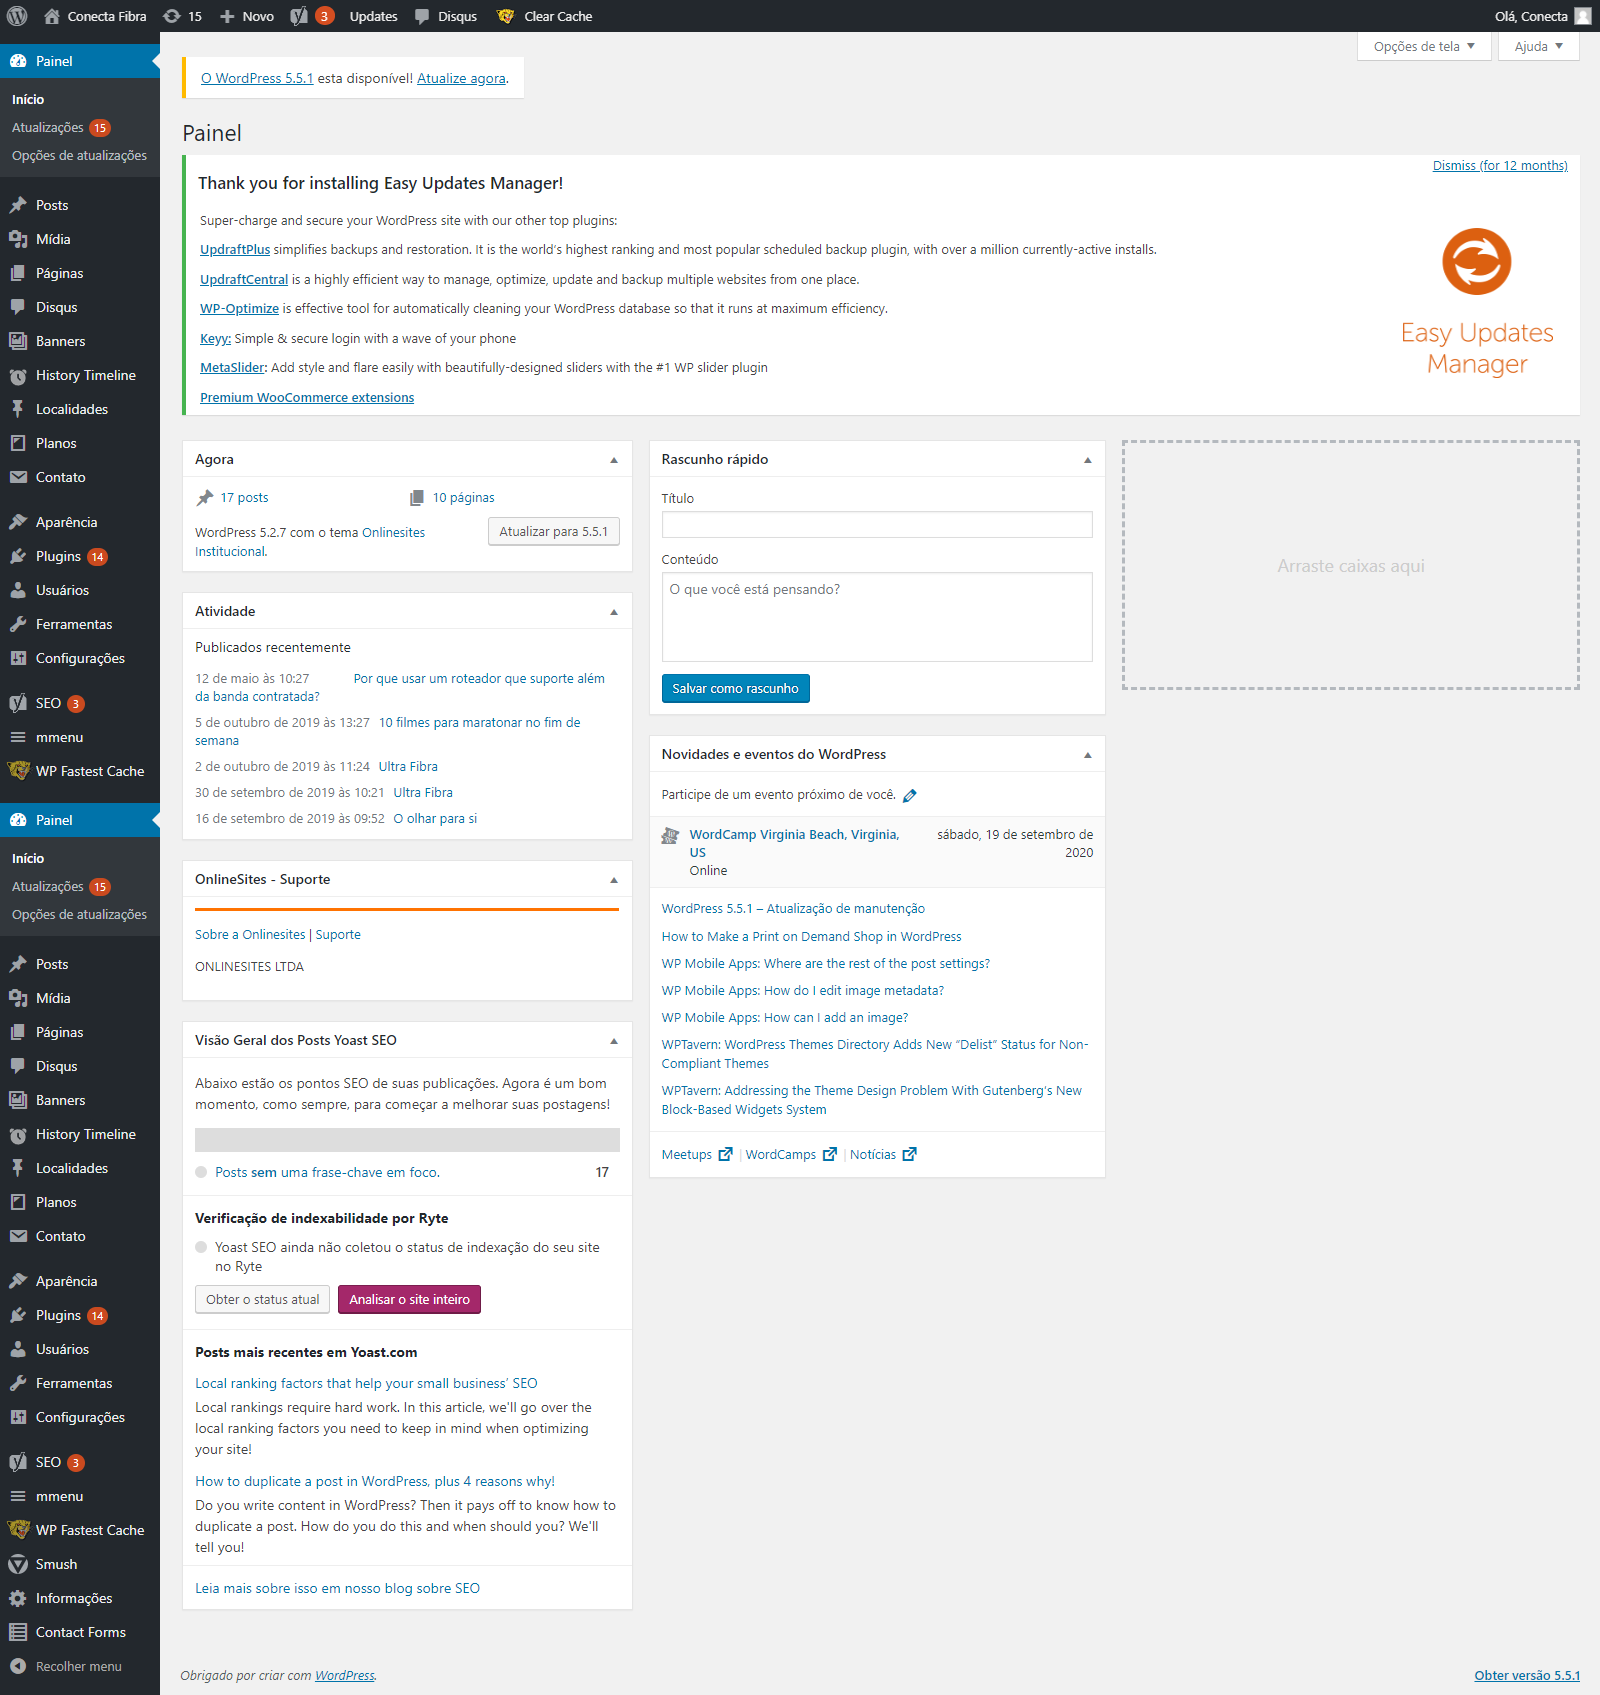 Conecta Fibra 15 Novo 3 Updates Disqus Clear Cache Olá, Conecta
Painel
Início
Atualizações 15
Opções de atualizações
Posts
Mídia
Páginas
Disqus
Banners
History Timeline
Localidades
Planos
Contato
Aparência
Plugins 14
Usuários
Ferramentas
Configurações
SEO 3
mmenu
WP Fastest Cache
Painel
Início
Atualizações 15
Opções de atualizações
Posts
Mídia
Páginas
Disqus
Banners
History Timeline
Localidades
Planos
Contato
Aparência
Plugins 14
Usuários
Ferramentas
Configurações
SEO 3
mmenu
WP Fastest Cache
Smush
Informações
Contact Forms
Recolher menu
Opções de tela Ajuda
O WordPress 5.5.1 esta disponível! Atualize agora.
Painel
Dismiss (for 12 months)
Thank you for installing Easy Updates Manager!
Super-charge and secure your WordPress site with our other top plugins:
UpdraftPlus simplifies backups and restoration. It is the world's highest ranking and most popular scheduled backup plugin, with over a million currently-active installs.
UpdraftCentral is a highly efficient way to manage, optimize, update and backup multiple websites from one place.
WP-Optimize is effective tool for automatically cleaning your WordPress database so that it runs at maximum efficiency.
Keyy: Simple & secure login with a wave of your phone
MetaSlider: Add style and flare easily with beautifully-designed sliders with the #1 WP slider plugin
Premium WooCommerce extensions
Easy Updates
Manager
Agora
17 posts 10 páginas
WordPress 5.2.7 com o tema Onlinesites
Institucional.
Atualizar para 5.5.1
Atividade
Publicados recentemente
12 de maio às 10:27 Por que usar um roteador que suporte além
da banda contratada?
5 de outubro de 2019 às 13:27 10 filmes para maratonar no fim de
semana
2 de outubro de 2019 às 11:24 Ultra Fibra
30 de setembro de 2019 às 10:21 Ultra Fibra
16 de setembro de 2019 às 09:52 O olhar para si
OnlineSites - Suporte
Sobre a Onlinesites | Suporte
ONLINESITES LTDA
Visão Geral dos Posts Yoast SEO
Abaixo estão os pontos SEO de suas publicações. Agora é um bom
momento, como sempre, para começar a melhorar suas postagens!
Posts sem uma frase-chave em foco. 17
Verificação de indexabilidade por Ryte
Yoast SEO ainda não coletou o status de indexação do seu site
no Ryte
Obter o status atual Analisar o site inteiro
Posts mais recentes em Yoast.com
Local ranking factors that help your small business' SEO
Local rankings require hard work. In this article, we'll go over the
local ranking factors you need to keep in mind when optimizing
your site!
How to duplicate a post in WordPress, plus 4 reasons why!
Do you write content in WordPress? Then it pays off to know how to
duplicate a post. How do you do this and when should you? We'll
tell you!
Leia mais sobre isso em nosso blog sobre SEO
Rascunho rápido
Título
Conteúdo
O que você está pensando?
Salvar como rascunho
Novidades e eventos do WordPress
Participe de um evento próximo de você.
WordCamp Virginia Beach, Virginia,
US
Online
sábado, 19 de setembro de
2020
WordPress 5.5.1 – Atualização de manutenção
How to Make a Print on Demand Shop in WordPress
WP Mobile Apps: Where are the rest of the post settings?
WP Mobile Apps: How do I edit image metadata?
WP Mobile Apps: How can I add an image?
WPTavern: WordPress Themes Directory Adds New “Delist” Status for Non-
Compliant Themes
WPTavern: Addressing the Theme Design Problem With Gutenberg's New
Block-Based Widgets System
Meetups | WordCamps | Notícias
Arraste caixas aqui
Obrigado por criar com WordPress.
Obter versão 5.5.1